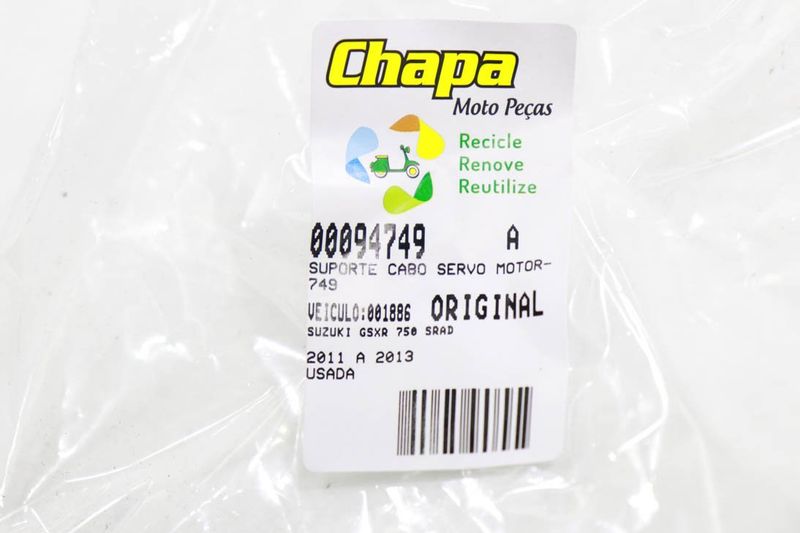 Chapa
Moto Peças
Recicle
Renove
Reutilize
00094749 A
SUPORTE CABO SERVO MOTOR-
749
VEICULO:001886 ORIGINAL
SUZUKI GSXR 750 SRAD
2011 A 2013
USADA